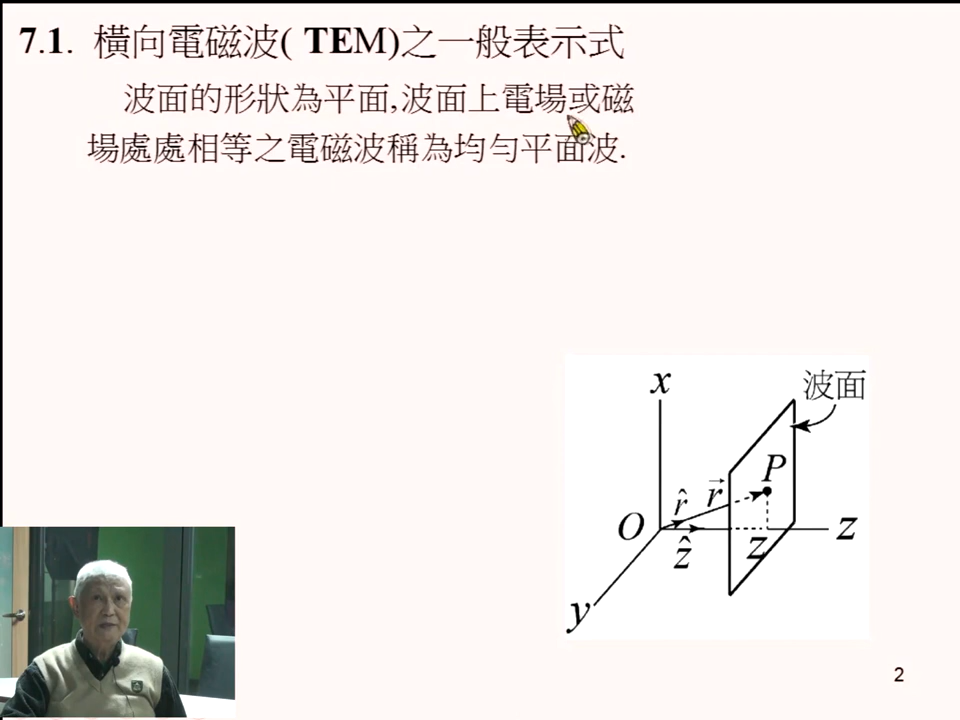 7.1. 橫向電磁波( TEM)之一般表示式
波面的形狀為平面,波面上電場或磁
場處處相等之電磁波稱為均勻平面波.
x
波面
P
r̂
r⃗
O
ẑ
z
z
y
2